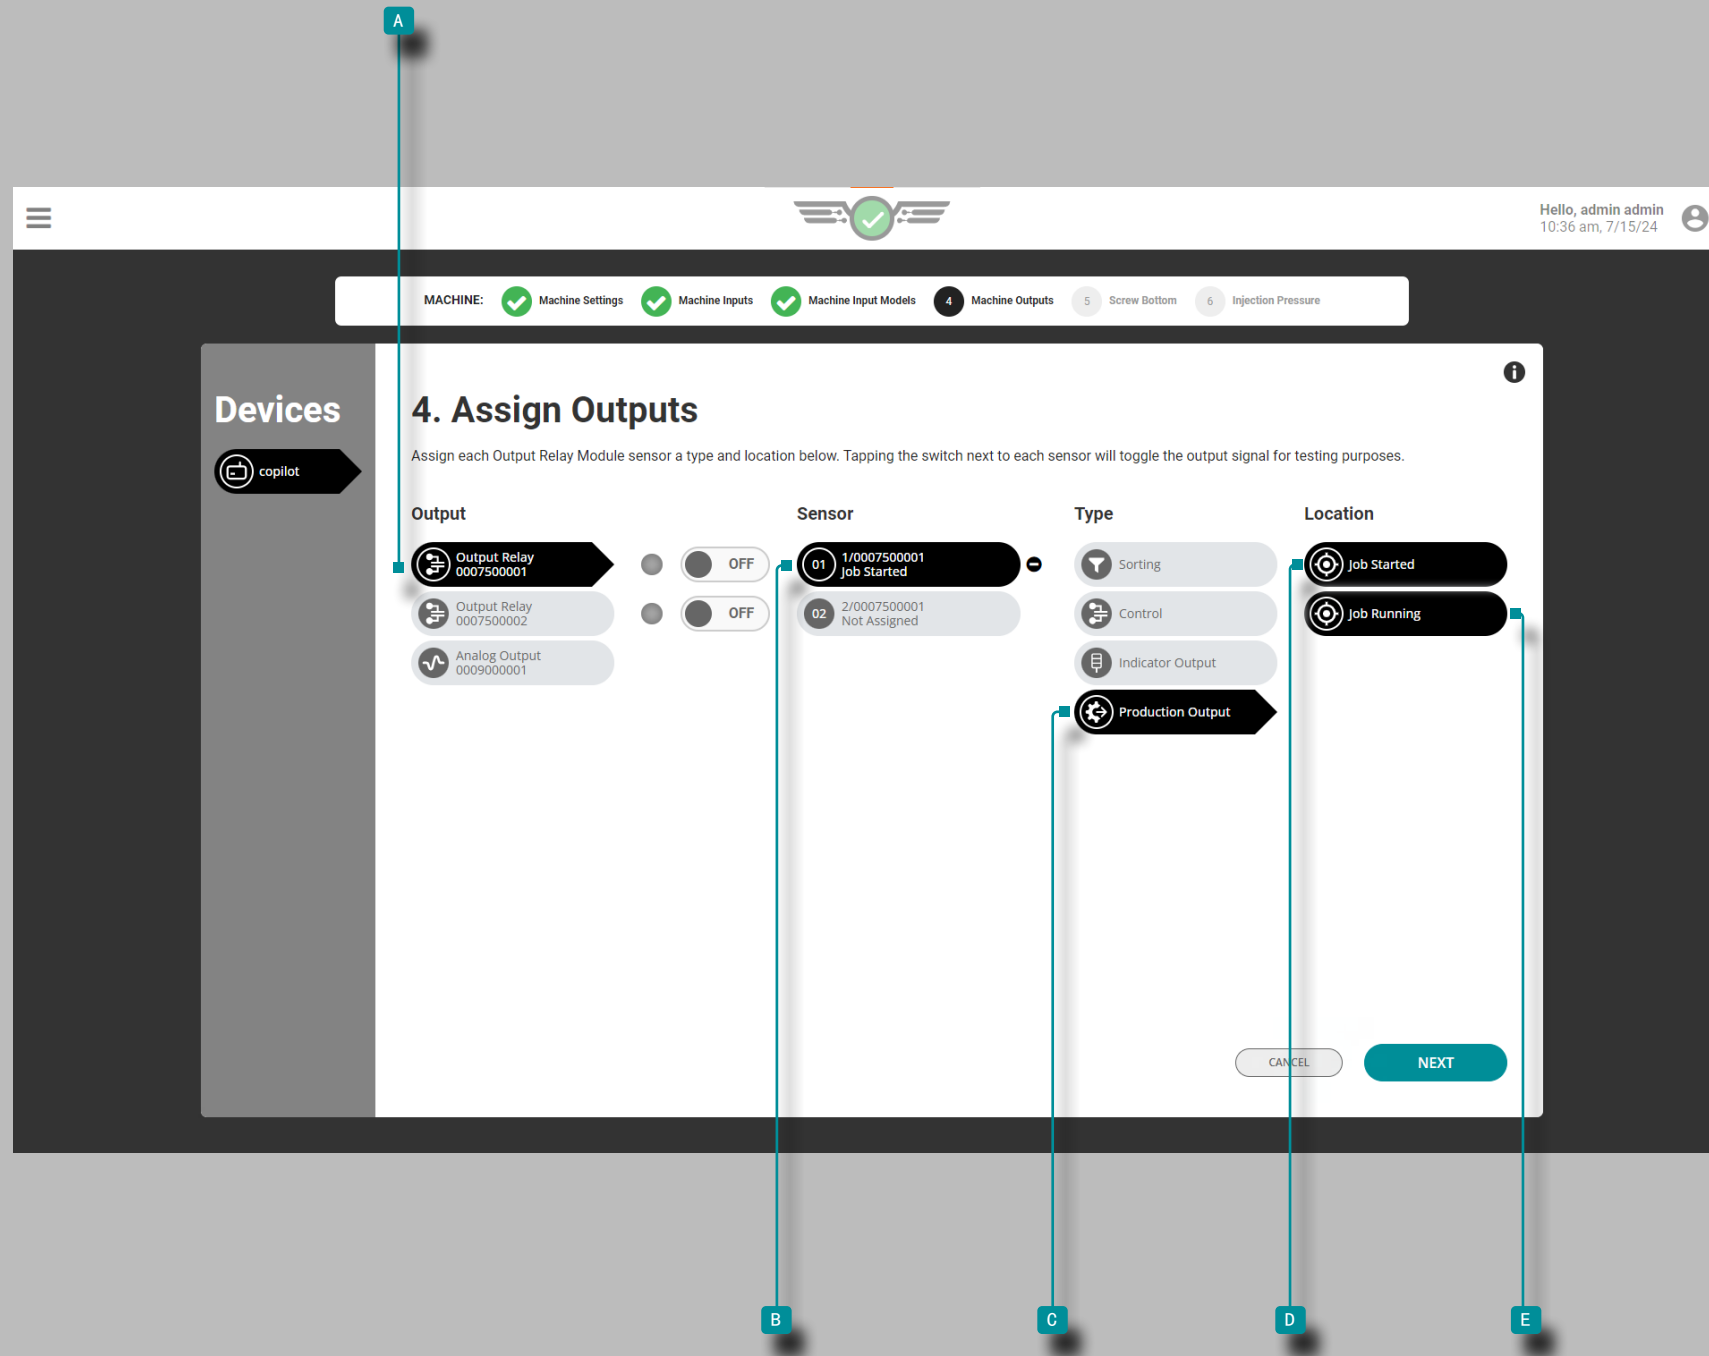 A
Hello, admin admin
10:36 am, 7/15/24
MACHINE: Machine Settings Machine Inputs Machine Input Models 4 Machine Outputs 5 Screw Bottom 6 Injection Pressure
Devices
copilot
4. Assign Outputs
Assign each Output Relay Module sensor a type and location below. Tapping the switch next to each sensor will toggle the output signal for testing purposes.
Output
Output Relay
0007500001
OFF
Output Relay
0007500002
OFF
Analog Output
0009000001
Sensor
01 1/0007500001
Job Started
02 2/0007500001
Not Assigned
Type
Sorting
Control
Indicator Output
Production Output
Location
Job Started
Job Running
CANCEL
NEXT
B
C
D
E